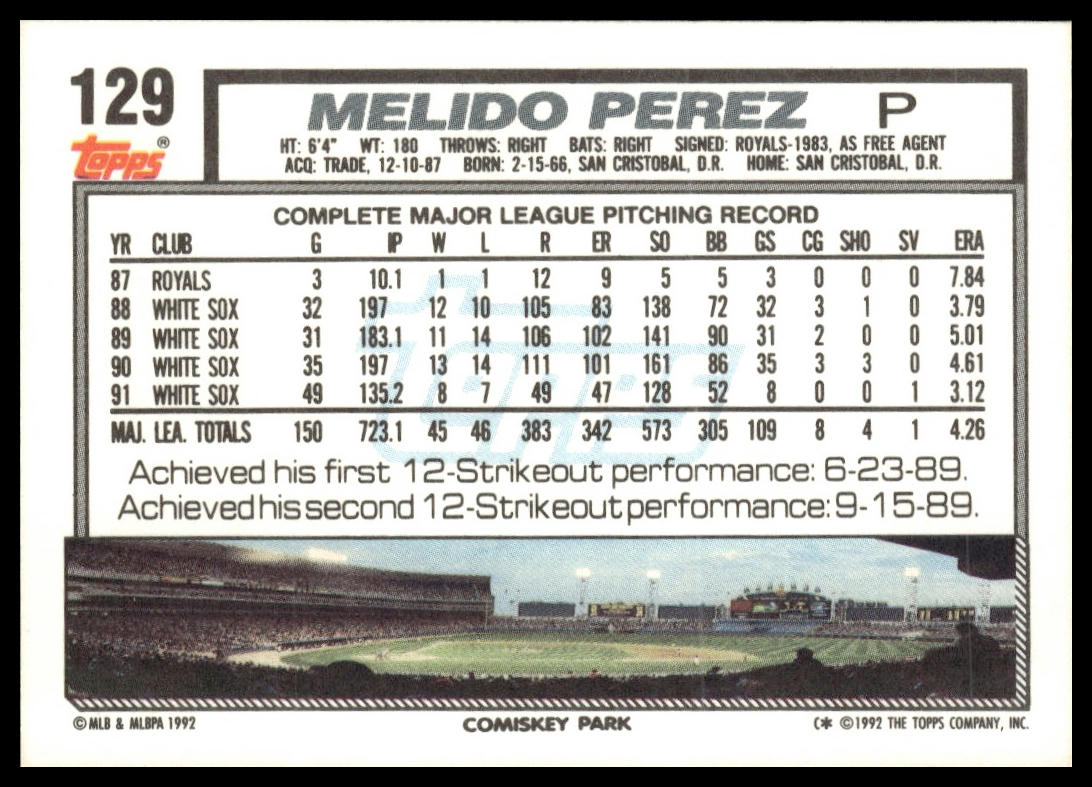 129
Topps®
MELIDO PEREZ P
HT: 6'4" WT: 180 THROWS: RIGHT BATS: RIGHT SIGNED: ROYALS-1983, AS FREE AGENT
ACQ: TRADE, 12-10-87 BORN: 2-15-66, SAN CRISTOBAL, D.R. HOME: SAN CRISTOBAL, D.R.
COMPLETE MAJOR LEAGUE PITCHING RECORD
YR CLUB G IP W L R ER SO BB GS CG SHO SV ERA
87 ROYALS 3 10.1 1 1 12 9 5 5 3 0 0 0 7.84
88 WHITE SOX 32 197 12 10 105 83 138 72 32 3 1 0 3.79
89 WHITE SOX 31 183.1 11 14 106 102 141 90 31 2 0 0 5.01
90 WHITE SOX 35 197 13 14 111 101 161 86 35 3 3 0 4.61
91 WHITE SOX 49 135.2 8 7 49 47 128 52 8 0 0 1 3.12
MAJ. LEA. TOTALS 150 723.1 45 46 383 342 573 305 109 8 4 1 4.26
Topps
Achieved his first 12-Strikeout performance: 6-23-89.
Achieved his second 12-Strikeout performance: 9-15-89.
© MLB & MLBPA 1992 COMISKEY PARK C* © 1992 THE TOPPS COMPANY, INC.